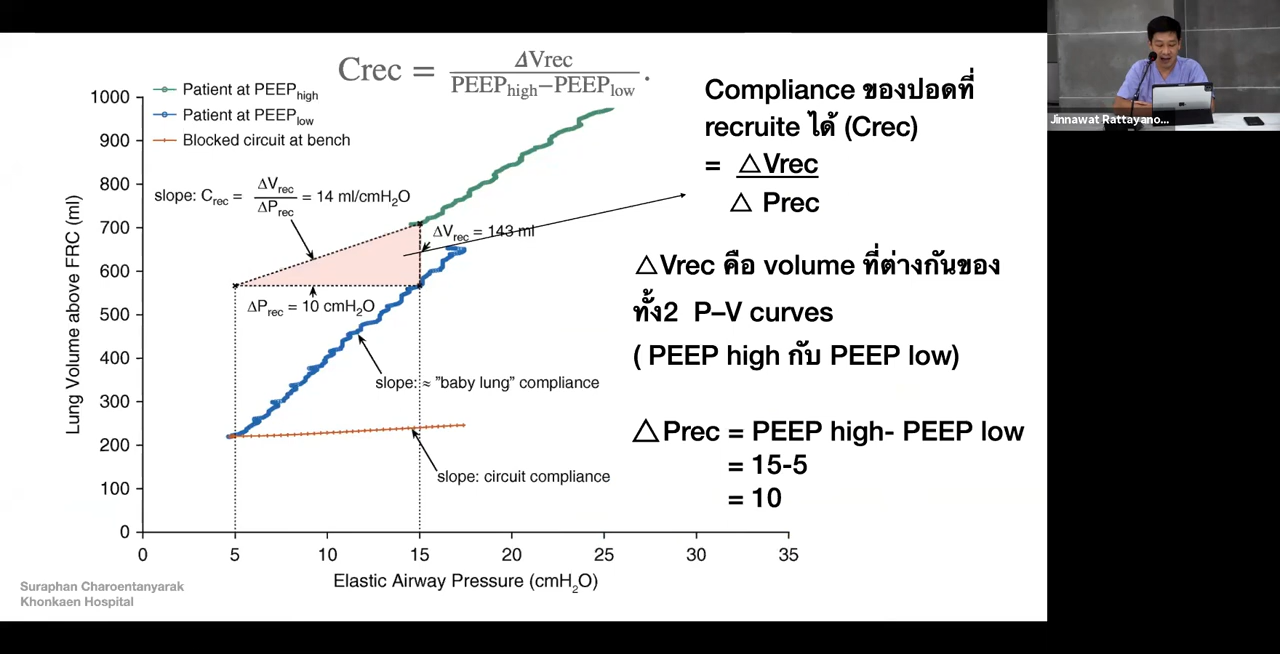 Crec = ΔVrec / PEEPhigh−PEEPlow .
Patient at PEEPhigh
Patient at PEEPlow
Blocked circuit at bench
1000
900
800
700
600
500
400
300
200
100
0
Lung Volume above FRC (ml)
slope: Crec = ΔVrec / ΔPrec = 14 ml/cmH2O
ΔVrec = 143 ml
ΔPrec = 10 cmH2O
slope: ≈ "baby lung" compliance
slope: circuit compliance
0 5 10 15 20 25 30 35
Elastic Airway Pressure (cmH2O)
Compliance ของปอดที่
recruite ได้ (Crec)
= △Vrec
△ Prec
△Vrec คือ volume ที่ต่างกันของ
ทั้ง2 P–V curves
( PEEP high กับ PEEP low)
△Prec = PEEP high- PEEP low
= 15-5
= 10
Suraphan Charoentanyarak
Khonkaen Hospital
Jinnawat Rattayano...